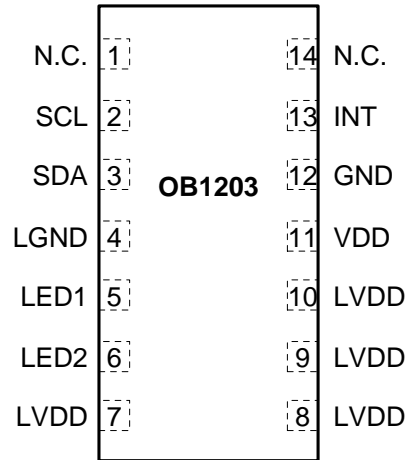 N.C. 1 14 N.C.
SCL 2 13 INT
SDA 3 OB1203 12 GND
LGND 4 11 VDD
LED1 5 10 LVDD
LED2 6 9 LVDD
LVDD 7 8 LVDD